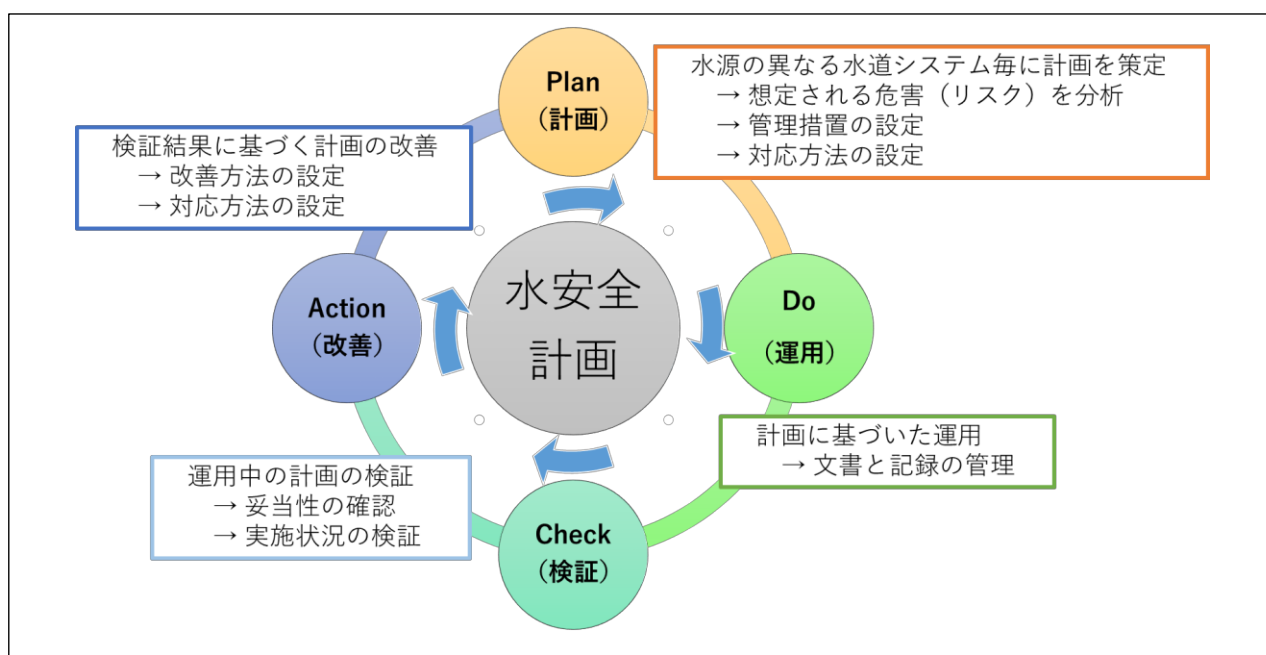 Plan
（計画）
水源の異なる水道システム毎に計画を策定
→ 想定される危害（リスク）を分析
→ 管理措置の設定
→ 対応方法の設定
検証結果に基づく計画の改善
→ 改善方法の設定
→ 対応方法の設定
水安全
計画
Do
（運用）
Action
（改善）
計画に基づいた運用
→ 文書と記録の管理
運用中の計画の検証
→ 妥当性の確認
→ 実施状況の検証
Check
（検証）